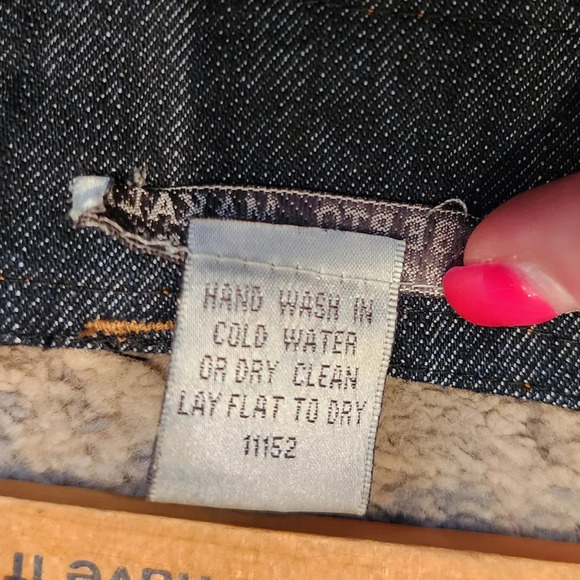 HAND WASH IN
COLD WATER
OR DRY CLEAN
LAY FLAT TO DRY
11152